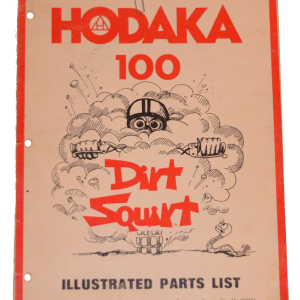 HODAKA
100
Dirt
Squirt
ILLUSTRATED PARTS LIST